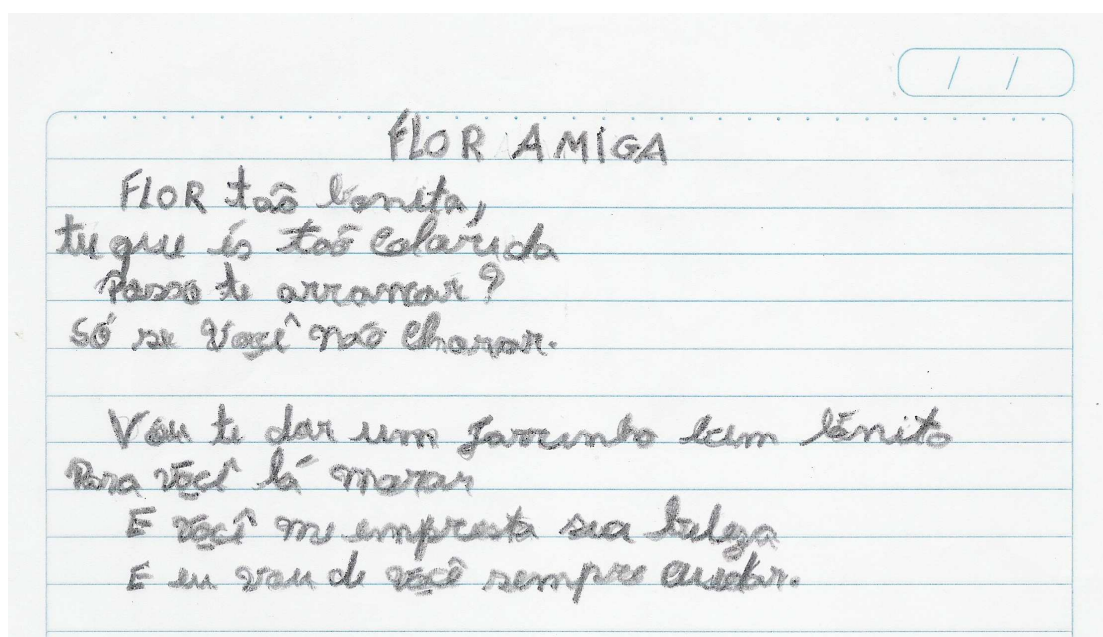 FLOR AMIGA
FLOR taõ bonita,
tu que és taõ colorida
Posso te arrancar?
Só se você não chorar.
Vou te dar um Jarrinho bem bonito
Para você lá morar
E você me empresta sua beleza
E eu vou de você sempre cuidar.